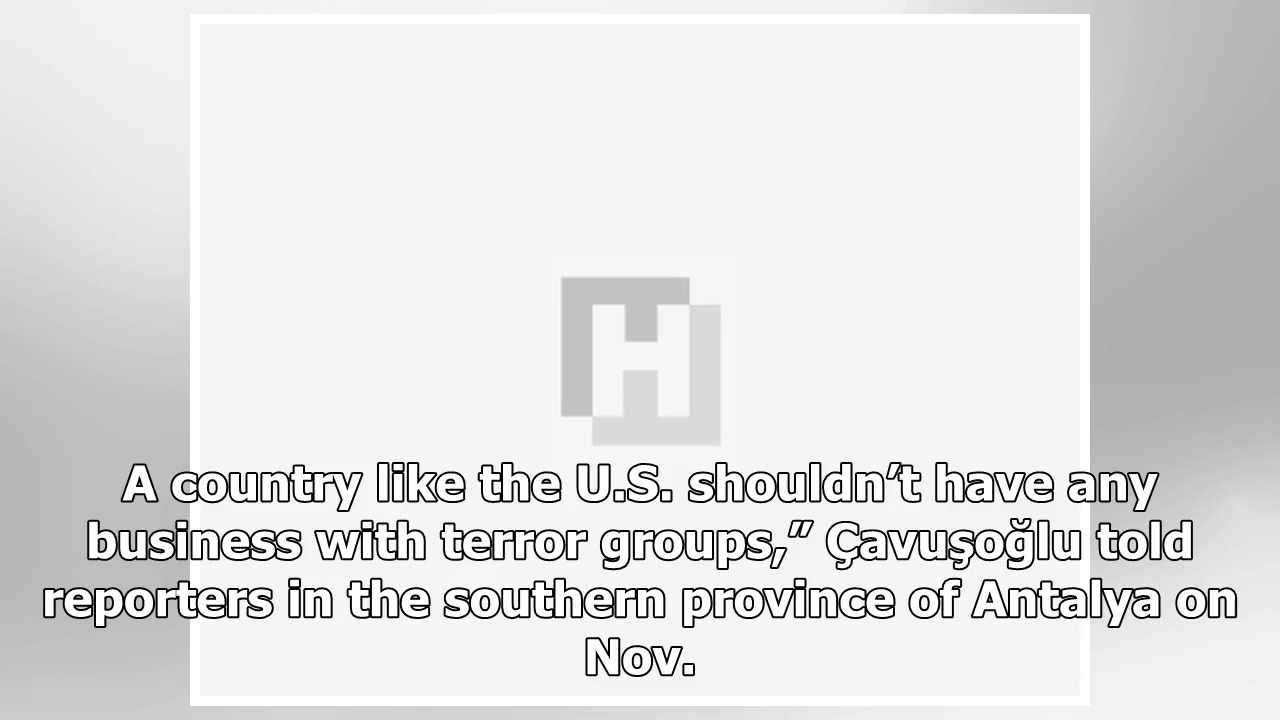 H
A country like the U.S. shouldn’t have any
business with terror groups,” Çavuşoğlu told
reporters in the southern province of Antalya on
Nov.